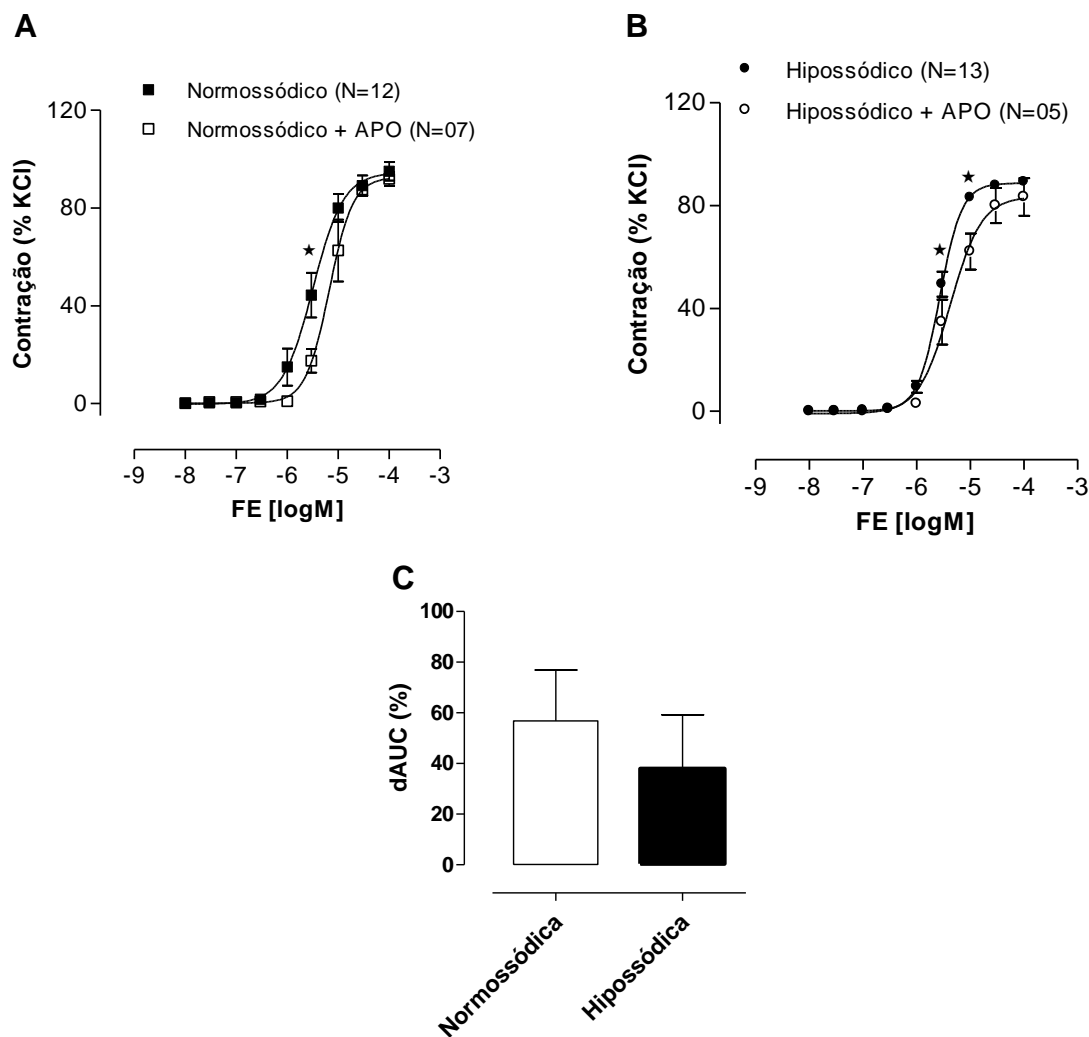 A
Normossódico (N=12)
Normossódico + APO (N=07)
120
80
40
0
Contração (% KCl)
-9 -8 -7 -6 -5 -4 -3
FE [logM]
B
Hipossódico (N=13)
Hipossódico + APO (N=05)
120
80
40
0
Contração (% KCl)
-9 -8 -7 -6 -5 -4 -3
FE [logM]
C
100
80
60
40
20
0
dAUC (%)
Normossódica
Hipossódica